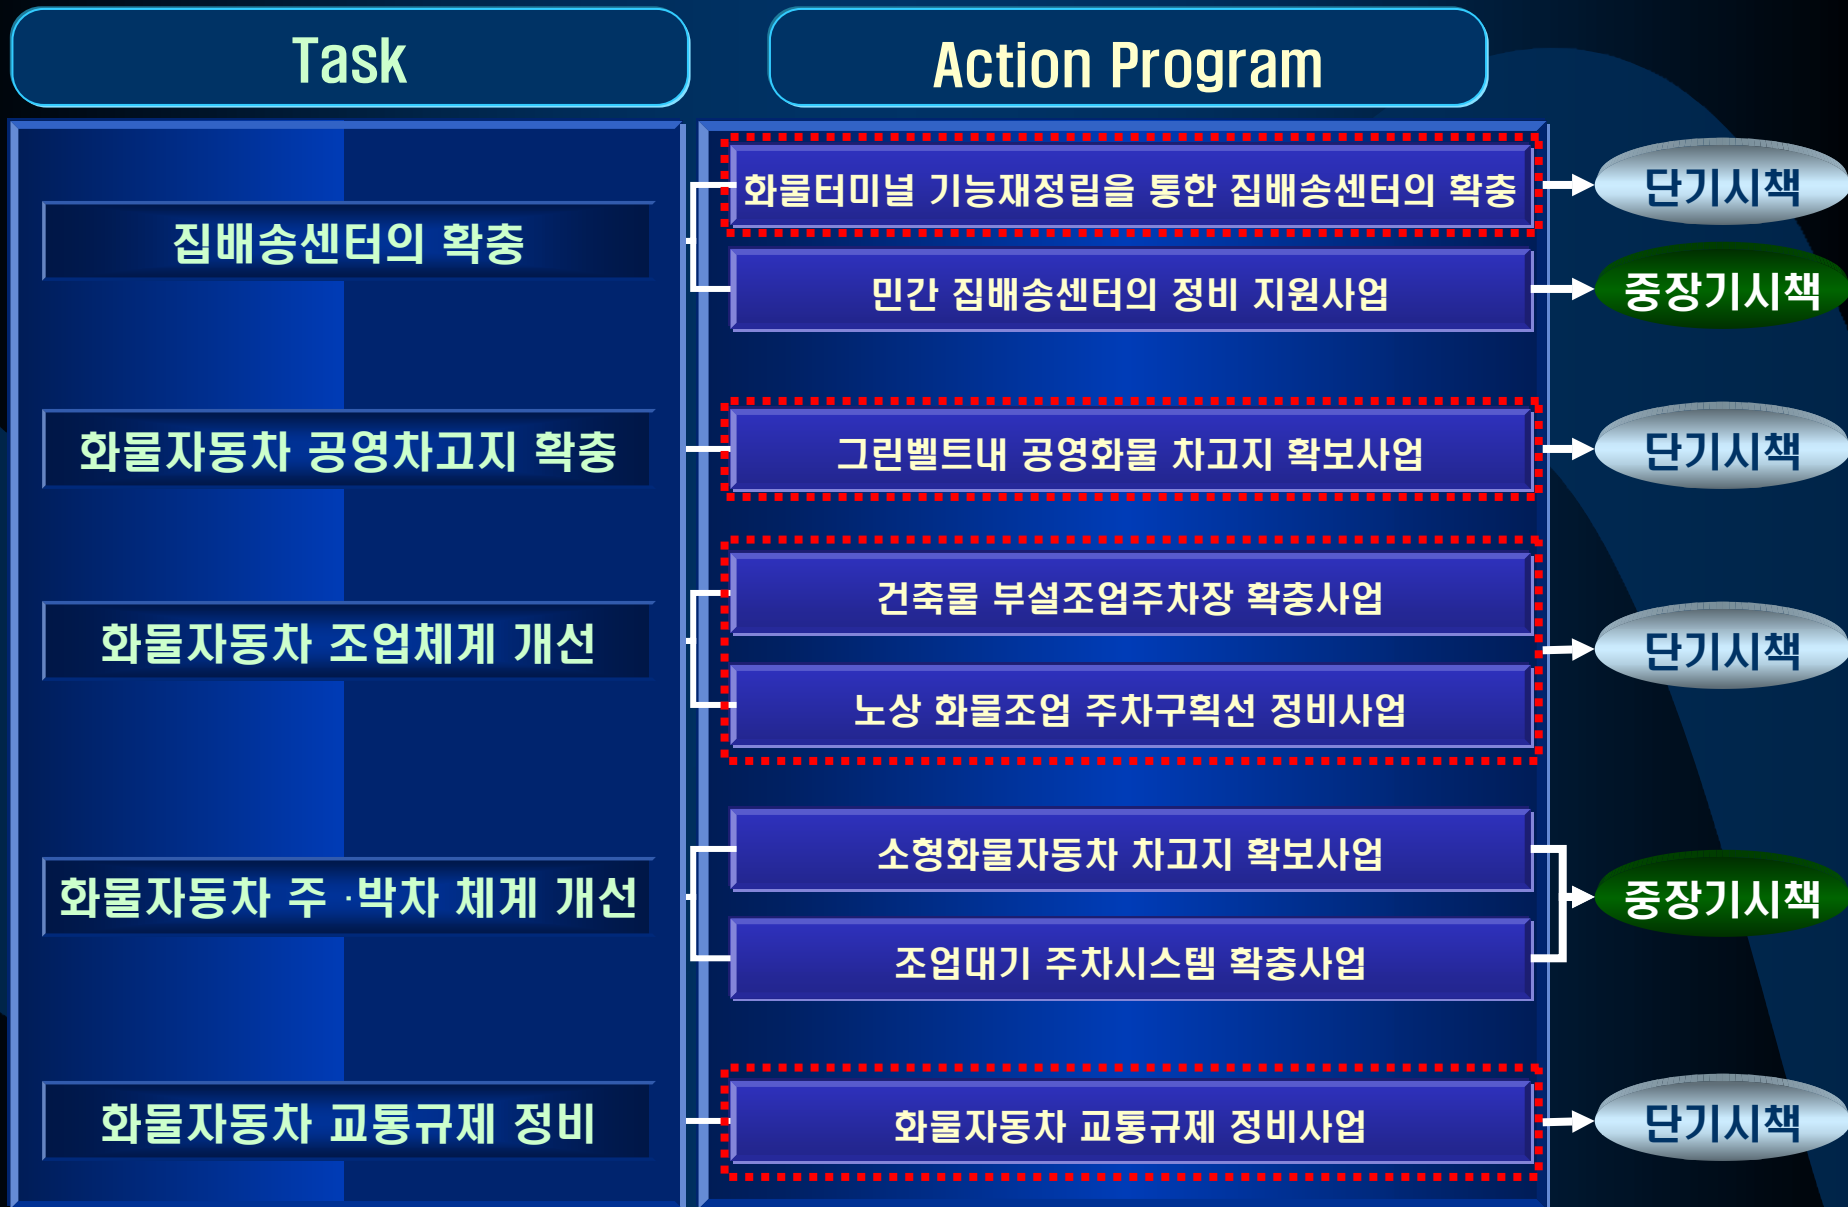 Task
Action Program
집배송센터의 확충
화물터미널 기능재정립을 통한 집배송센터의 확충
단기시책
민간 집배송센터의 정비 지원사업
중장기시책
화물자동차 공영차고지 확충
그린벨트내 공영화물 차고지 확보사업
단기시책
화물자동차 조업체계 개선
건축물 부설조업주차장 확충사업
노상 화물조업 주차구획선 정비사업
단기시책
화물자동차 주·박차 체계 개선
소형화물자동차 차고지 확보사업
조업대기 주차시스템 확충사업
중장기시책
화물자동차 교통규제 정비
화물자동차 교통규제 정비사업
단기시책